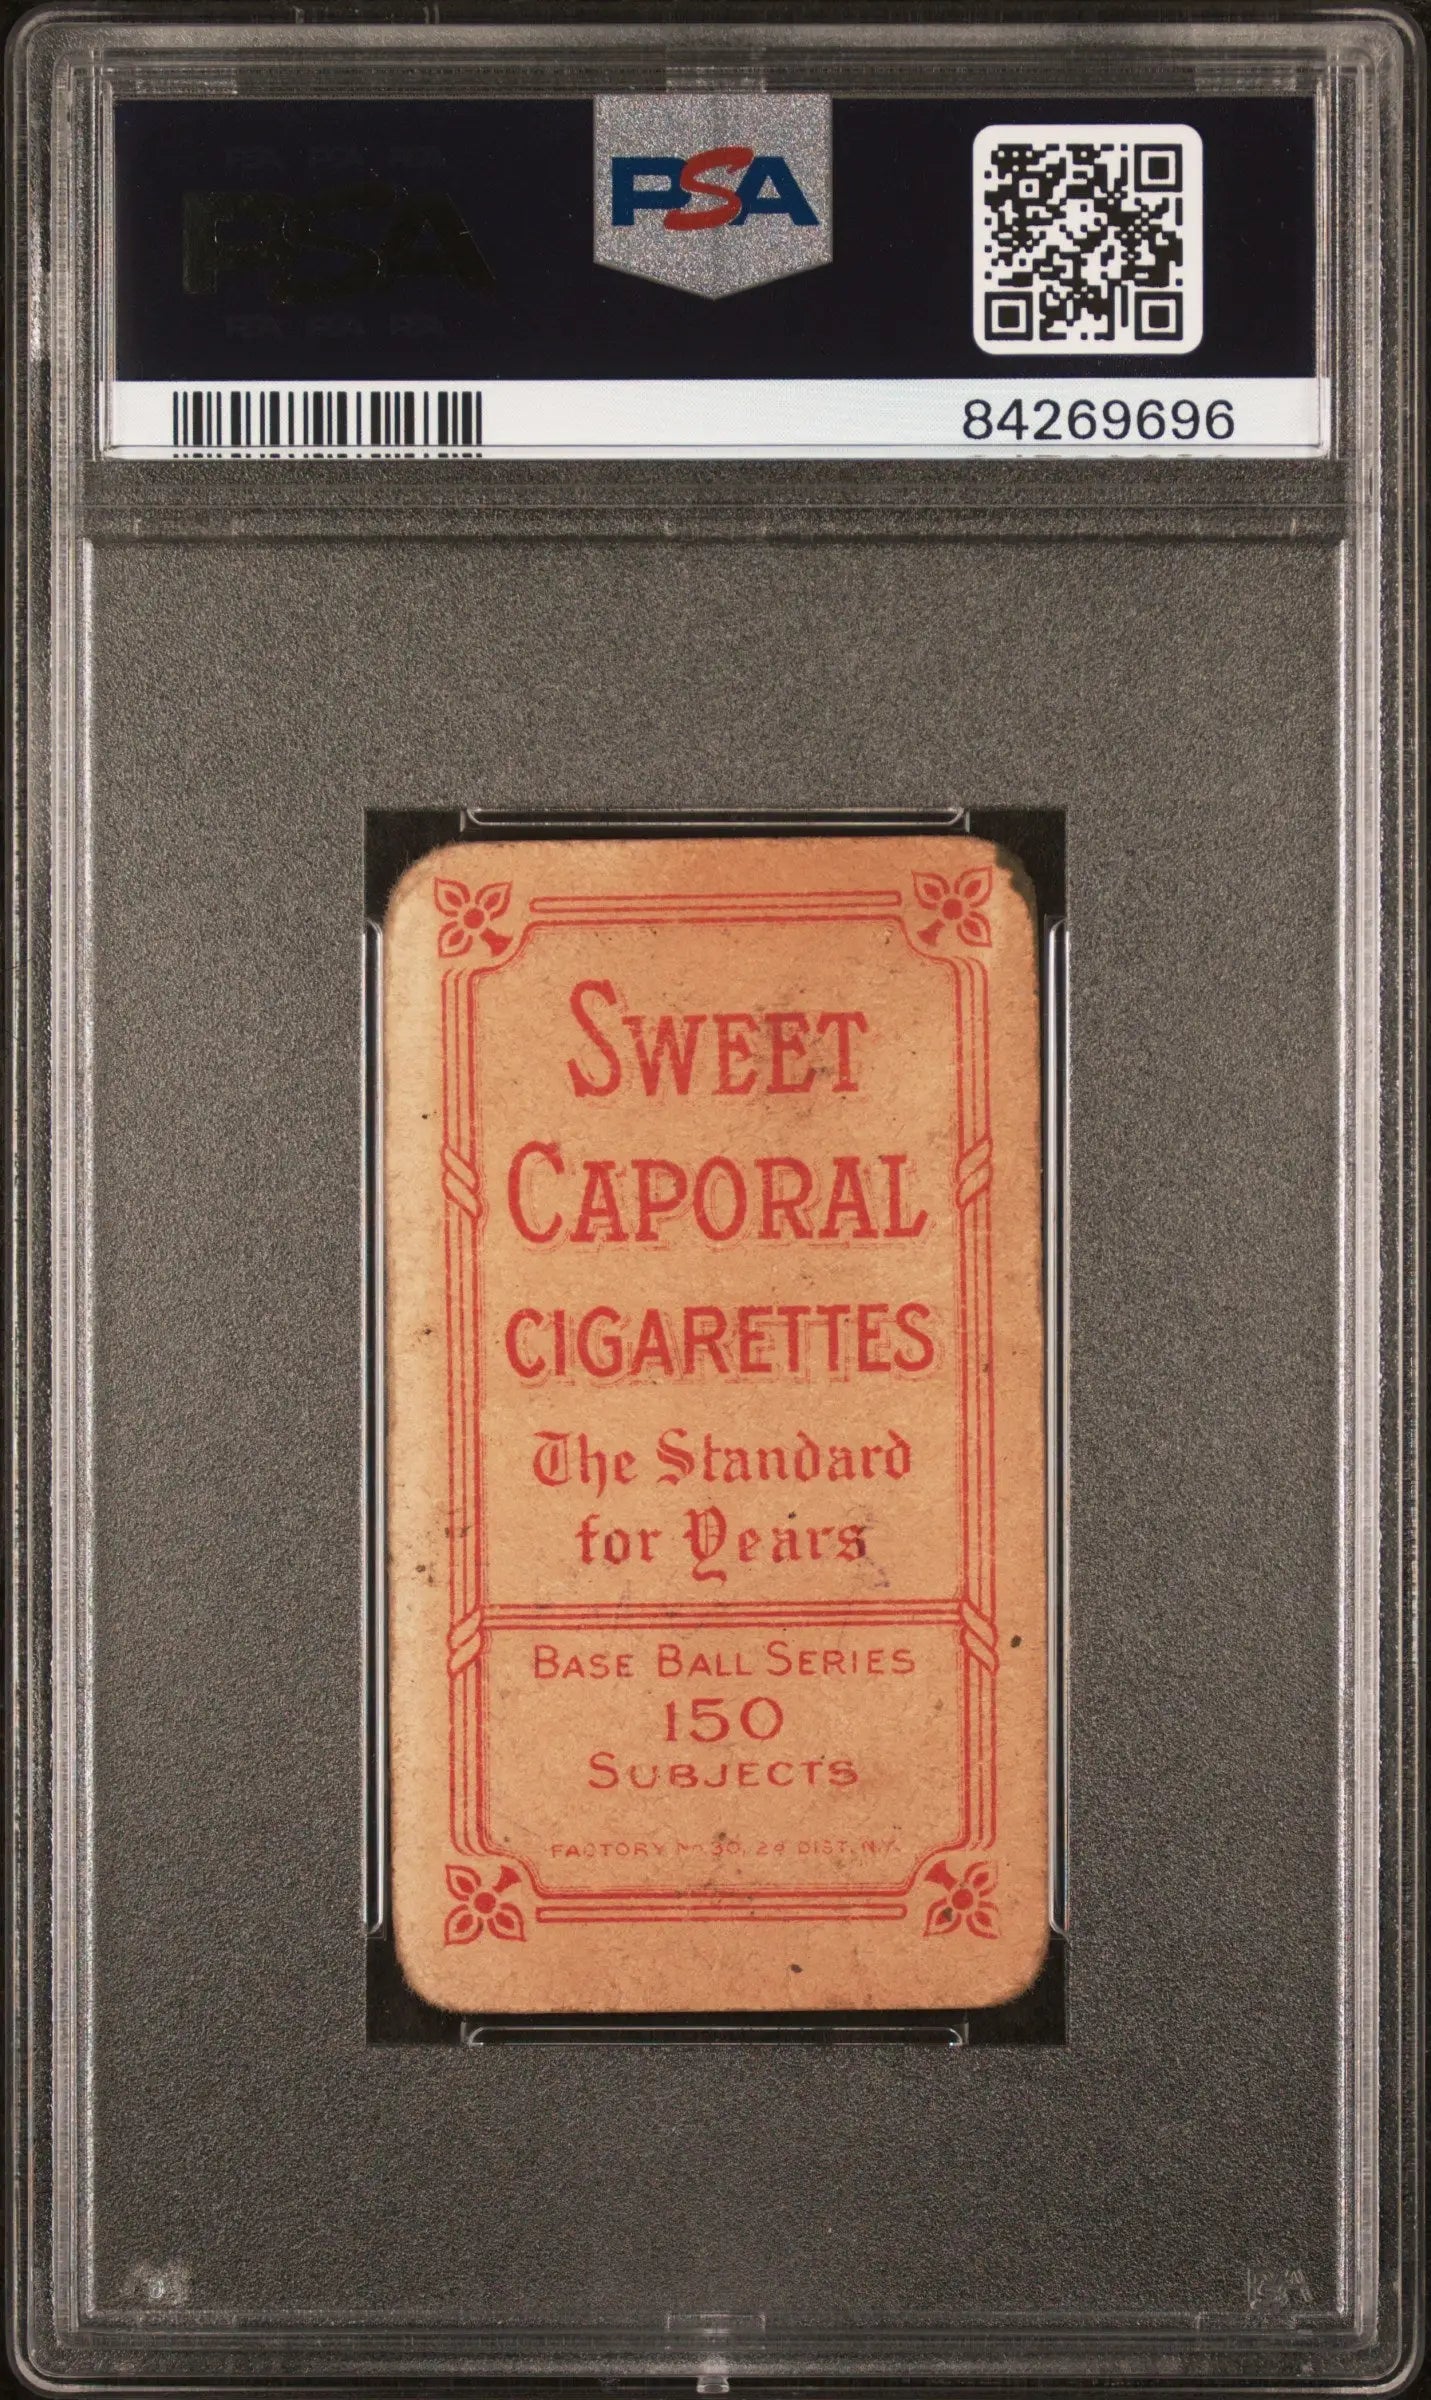 PSA
PSA
84269696
SWEET
CAPORAL
CIGARETTES
The Standard
for Years
BASE BALL SERIES
150
SUBJECTS
FACTORY No 30, 2d DIST. N.Y.